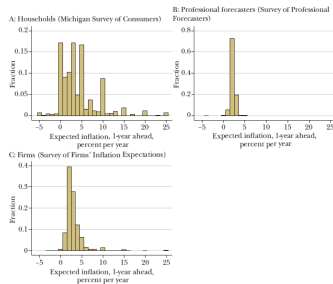 A: Households (Michigan Survey of Consumers)
0.2
0.15
0.1
0.05
0
Fraction
−5 0 5 10 15 20 25
Expected inflation, 1-year ahead,
percent per year
B: Professional forecasters (Survey of Professional
Forecasters)
0.8
0.6
0.4
0.2
0
Fraction
−5 0 5 10 15 20 25
Expected inflation, 1-year ahead,
percent per year
C: Firms (Survey of Firms' Inflation Expectations)
0.4
0.3
0.2
0.1
0
Fraction
−5 0 5 10 15 20 25
Expected inflation, 1-year ahead,
percent per year